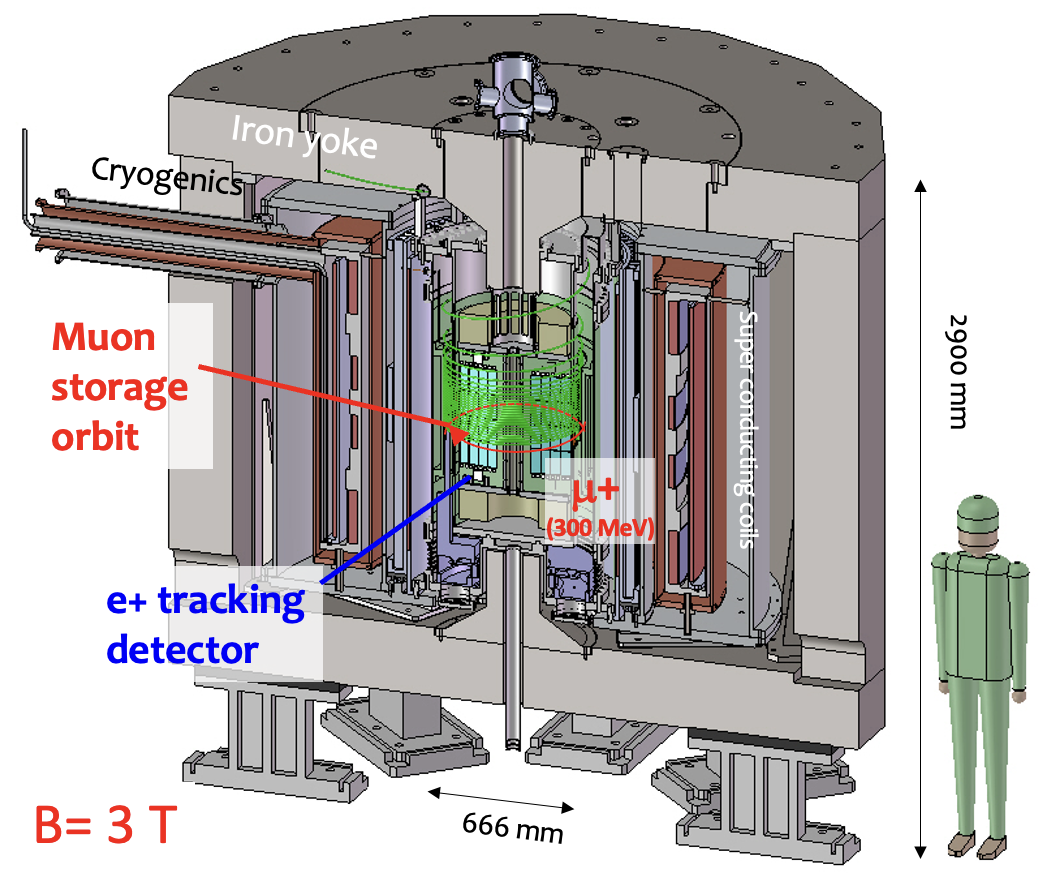 Iron yoke
Cryogenics
Muon
storage
orbit
Super conducting coils
2900 mm
μ+
(300 MeV)
e+ tracking
detector
666 mm
B= 3 T